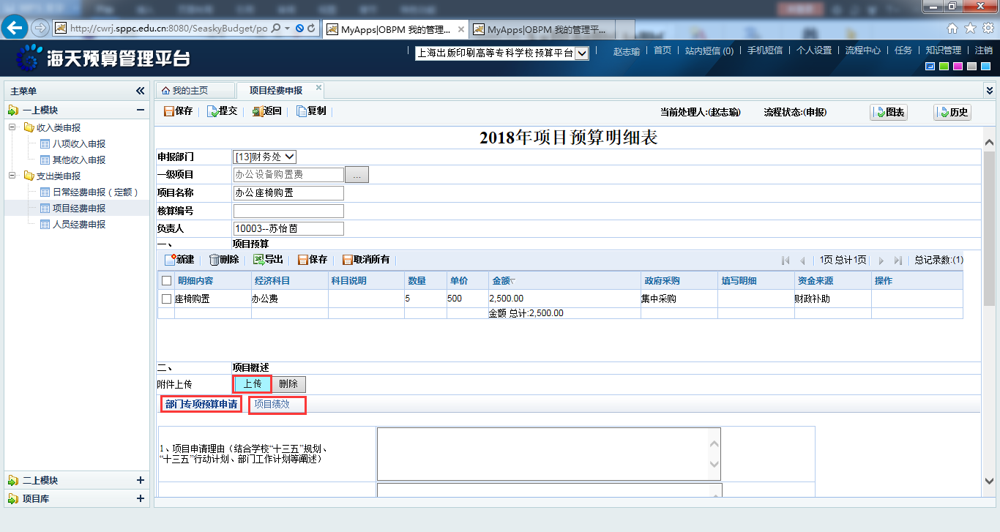 http://cwrj.sppc.edu.cn:8080/SeaskyBudget/po
MyApps|OBPM 我的管理...
MyApps|OBPM 我的管理平...
海天预算管理平台
上海出版印刷高等专科学校预算平台
赵志瑜 | 首页 | 站内短信 (0) | 手机短信 | 个人设置 | 流程中心 | 任务 | 知识管理 | 注销
主菜单
一上模块
收入类申报
八项收入申报
其他收入申报
支出类申报
日常经费申报（定额）
项目经费申报
人员经费申报
二上模块
项目库
我的主页
项目经费申报
保存 提交 返回 复制
当前处理人:(赵志瑜) 流程状态:(申报) 图表 历史
2018年项目预算明细表
申报部门 [13]财务处
一级项目 办公设备购置费 ...
项目名称 办公座椅购置
核算编号
负责人 10003--苏怡茵
一、 项目预算
新建 删除 导出 保存 取消所有 1页 总计1页 总记录数:(1)
明细内容 经济科目 科目说明 数量 单价 金额 政府采购 填写明细 资金来源 操作
座椅购置 办公费 5 500 2,500.00 集中采购 财政补助
金额 总计:2,500.00
二、 项目概述
附件上传 上传 删除
部门专项预算申请 项目绩效
1、项目申请理由（结合学校“十三五”规划、
“十三五”行动计划、部门工作计划等阐述）